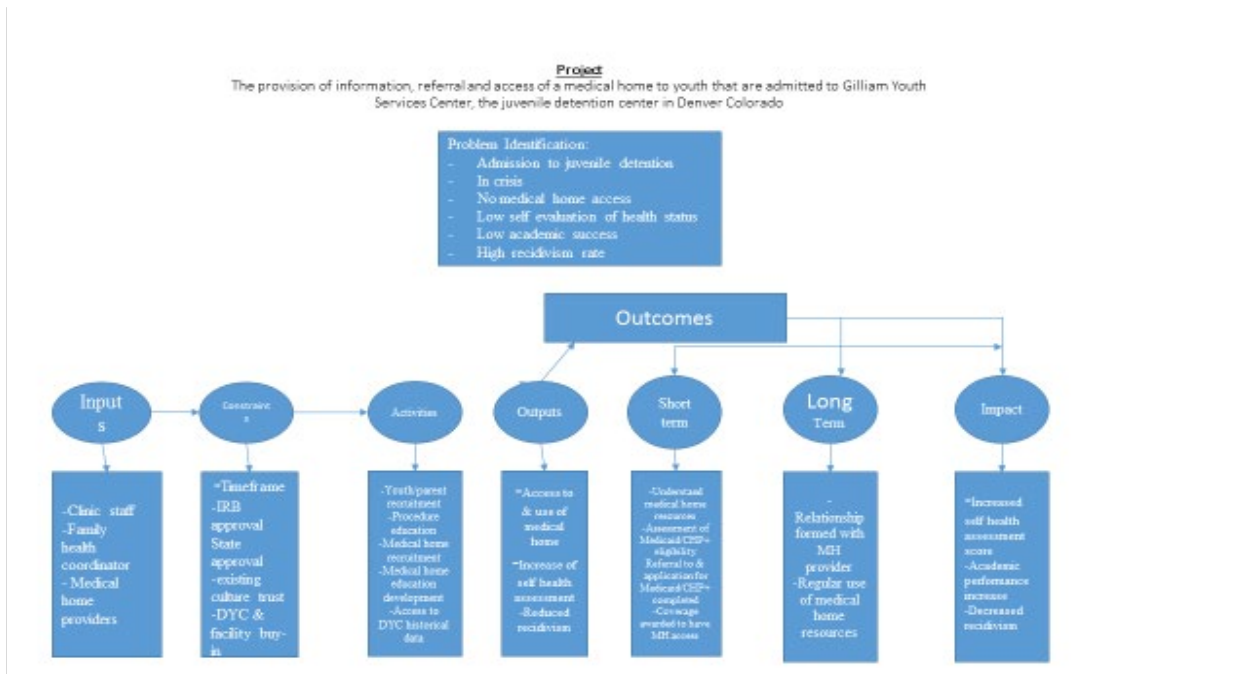 Project
The provision of information, referral and access of a medical home to youth that are admitted to Gilliam Youth
Services Center, the juvenile detention center in Denver Colorado
Problem Identification:
- Admission to juvenile detention
- In crisis
- No medical home access
- Low self evaluation of health status
- Low academic success
- High recidivism rate
Outcomes
Input
s
Constraint
s
Activities
Outputs
Short
term
Long
Term
Impact
-Clinic staff
-Family
health
coordinator
- Medical
home
providers
-Timeframe
-IRB
approval
State
approval
-existing
culture trust
-DYC &
facility buy-
in
-Youth/parent
recruitment
-Procedure
education
-Medical home
recruitment
-Medical home
education
development
-Access to
DYC historical
data
-Access to
& use of
medical
home
-Increase of
self health
assessment
-Reduced
recidivism
-Understand
medical home
resources
-Assessment of
Medicaid/CHP+
eligibility
Referral to &
application for
Medicaid/CHP+
completed
-Coverage
awarded to have
MH access
-
Relationship
formed with
MH
provider
-Regular use
of medical
home
resources
-Increased
self health
assessment
score
-Academic
performance
increase
-Decreased
recidivism